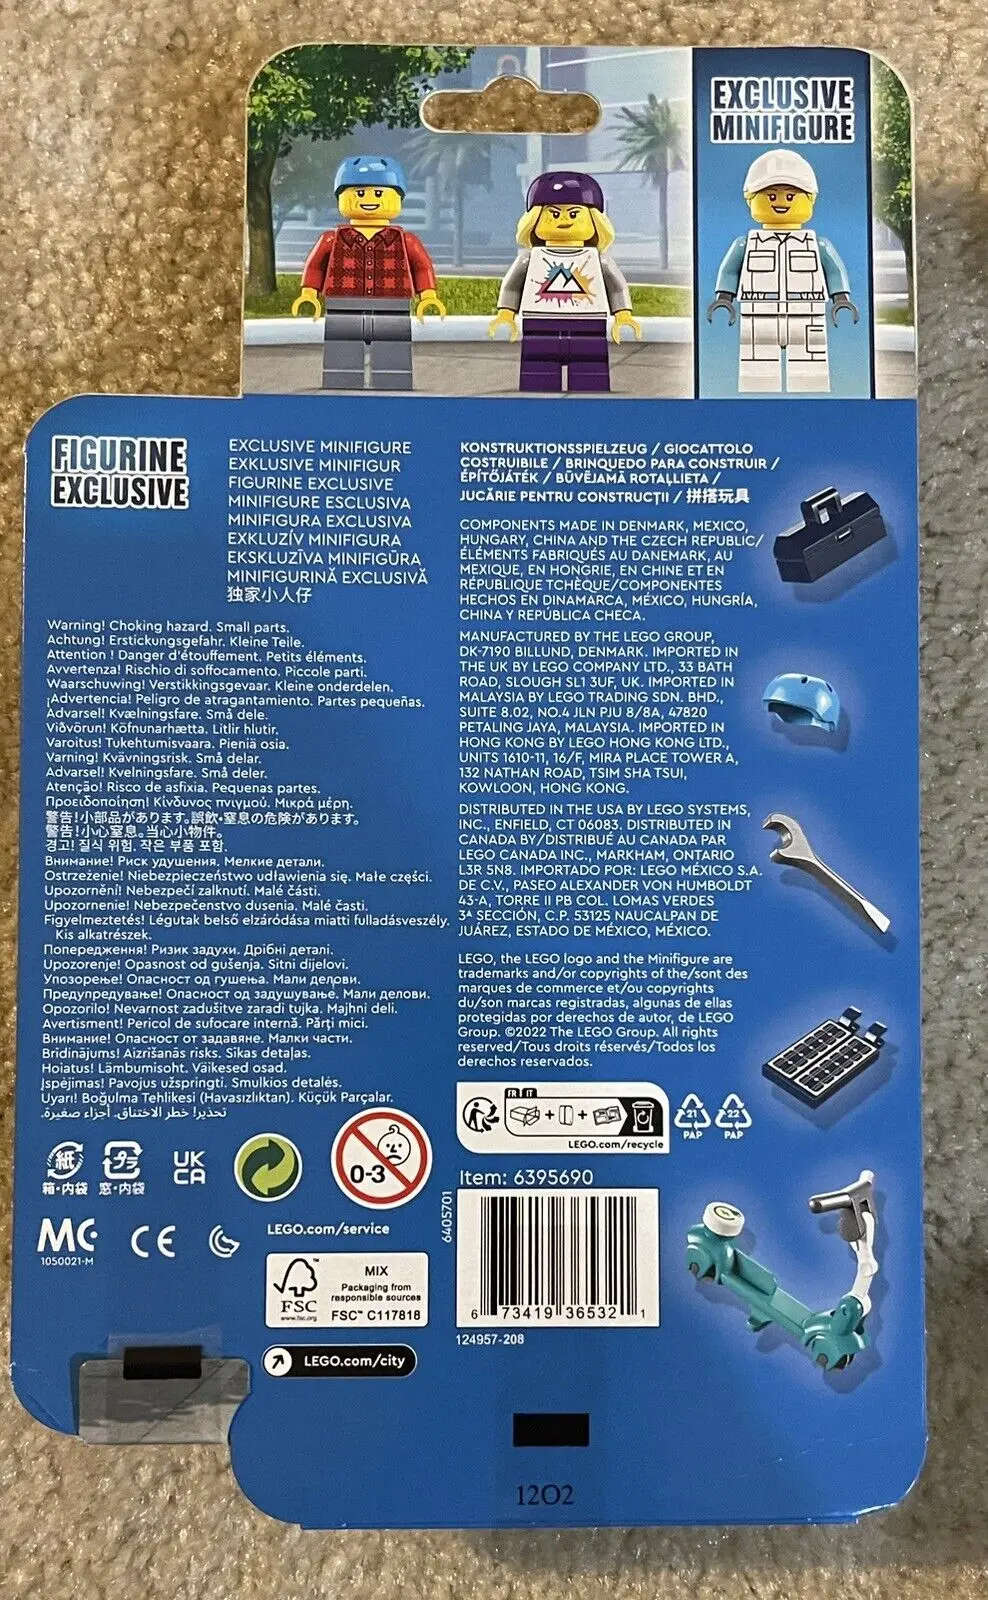 EXCLUSIVE
MINIFIGURE
FIGURINE
EXCLUSIVE
EXCLUSIVE MINIFIGURE
EXKLUSIVE MINIFIGUR
FIGURINE EXCLUSIVE
MINIFIGURE ESCLUSIVA
MINIFIGURA EXCLUSIVA
EXKLUZÍV MINIFIGURA
EKSKLUZĪVA MINIFIGŪRA
MINIFIGURINĂ EXCLUSIVĂ
独家小人仔
Warning! Choking hazard. Small parts.
Achtung! Erstickungsgefahr. Kleine Teile.
Attention ! Danger d'étouffement. Petits éléments.
Avvertenza! Rischio di soffocamento. Piccole parti.
Waarschuwing! Verstikkingsgevaar. Kleine onderdelen.
¡Advertencia! Peligro de atragantamiento. Partes pequeñas.
Advarsel! Kvælningsfare. Små dele.
Viðvörun! Köfnunarhætta. Litlir hlutir.
Varoitus! Tukehtumisvaara. Pieniä osia.
Varning! Kvävningsrisk. Små delar.
Advarsel! Kvelningsfare. Små deler.
Atenção! Risco de asfixia. Pequenas partes.
Προειδοποίηση! Κίνδυνος πνιγμού. Μικρά μέρη.
警告!小部品があります。誤飲・窒息の危険があります。
警告!小心窒息。当心小物件。
경고! 질식 위험. 작은 부품 포함.
Внимание! Риск удушения. Мелкие детали.
Ostrzeżenie! Niebezpieczeństwo udławienia się. Małe części.
Upozornění! Nebezpečí zalknutí. Malé části.
Upozornenie! Nebezpečenstvo dusenia. Malé časti.
Figyelmeztetés! Légutak belső elzáródása miatti fulladásveszély.
Kis alkatrészek.
Попередження! Ризик задухи. Дрібні деталі.
Upozorenje! Opasnost od gušenja. Sitni dijelovi.
Упозорење! Опасност од гушења. Мали делови.
Предупредување! Опасност од задушување. Мали делови.
Opozorilo! Nevarnost zadušitve zaradi tujka. Majhni deli.
Avertisment! Pericol de sufocare internă. Părți mici.
Внимание! Опасност от задавяне. Малки части.
Brīdinājums! Aizrīšanās risks. Sīkas detaļas.
Hoiatus! Lämbumisoht. Väikesed osad.
Įspėjimas! Pavojus užspringti. Smulkios detalės.
Uyarı! Boğulma Tehlikesi (Havasızlıktan). Küçük Parçalar.
تحذير! خطر الاختناق. أجزاء صغيرة.
KONSTRUKTIONSSPIELZEUG / GIOCATTOLO
COSTRUIBILE / BRINQUEDO PARA CONSTRUIR /
ÉPÍTŐJÁTÉK / BŪVĒJAMĀ ROTAĻLIETA /
JUCĂRIE PENTRU CONSTRUCȚII / 拼搭玩具
COMPONENTS MADE IN DENMARK, MEXICO,
HUNGARY, CHINA AND THE CZECH REPUBLIC/
ÉLÉMENTS FABRIQUÉS AU DANEMARK, AU
MEXIQUE, EN HONGRIE, EN CHINE ET EN
RÉPUBLIQUE TCHÈQUE/COMPONENTES
HECHOS EN DINAMARCA, MÉXICO, HUNGRÍA,
CHINA Y REPÚBLICA CHECA.
MANUFACTURED BY THE LEGO GROUP,
DK-7190 BILLUND, DENMARK. IMPORTED IN
THE UK BY LEGO COMPANY LTD., 33 BATH
ROAD, SLOUGH SL1 3UF, UK. IMPORTED IN
MALAYSIA BY LEGO TRADING SDN. BHD.,
SUITE 8.02, NO.4 JLN PJU 8/8A, 47820
PETALING JAYA, MALAYSIA. IMPORTED IN
HONG KONG BY LEGO HONG KONG LTD.,
UNITS 1610-11, 16/F, MIRA PLACE TOWER A,
132 NATHAN ROAD, TSIM SHA TSUI,
KOWLOON, HONG KONG.
DISTRIBUTED IN THE USA BY LEGO SYSTEMS,
INC., ENFIELD, CT 06083. DISTRIBUTED IN
CANADA BY/DISTRIBUÉ AU CANADA PAR
LEGO CANADA INC., MARKHAM, ONTARIO
L3R 5N8. IMPORTADO POR: LEGO MÉXICO S.A.
DE C.V., PASEO ALEXANDER VON HUMBOLDT
43-A, TORRE II PB COL. LOMAS VERDES
3ᴬ SECCIÓN, C.P. 53125 NAUCALPAN DE
JUÁREZ, ESTADO DE MÉXICO, MÉXICO.
LEGO, the LEGO logo and the Minifigure are
trademarks and/or copyrights of the/sont des
marques de commerce et/ou copyrights
du/son marcas registradas, algunas de ellas
protegidas por derechos de autor, de LEGO
Group. ©2022 The LEGO Group. All rights
reserved/Tous droits réservés/Todos los
derechos reservados.
FR IT
LEGO.com/recycle
21
PAP
22
PAP
紙
箱・内袋
プラ
窓・内袋
UK
CA
0-3
MC
1050021-M
CE
LEGO.com/service
FSC
www.fsc.org
MIX
Packaging from
responsible sources
FSC™ C117818
LEGO.com/city
Item: 6395690
6405701
6 73419 36532 1
124957-208
12O2